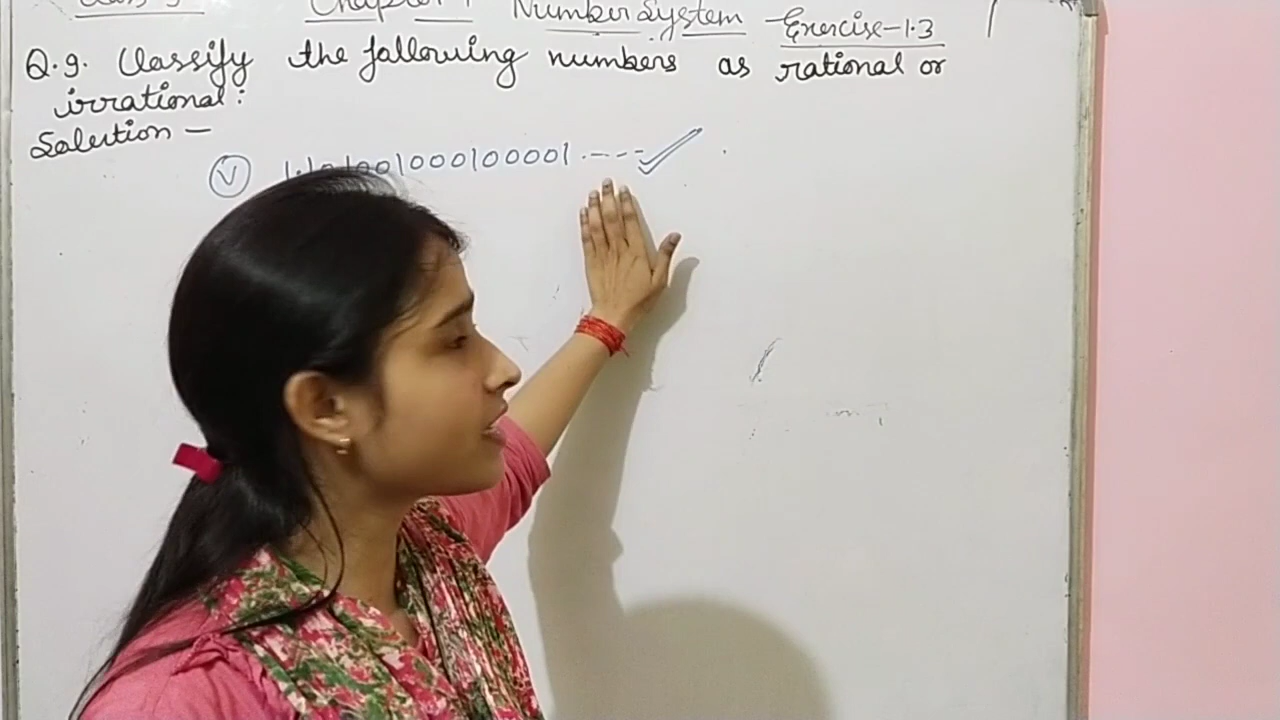 Chapter 1 Number System - Exercise-1.3
Q.9. Classify the following numbers as rational or
irrational:
Solution -
(V) 1.101001000100001.----